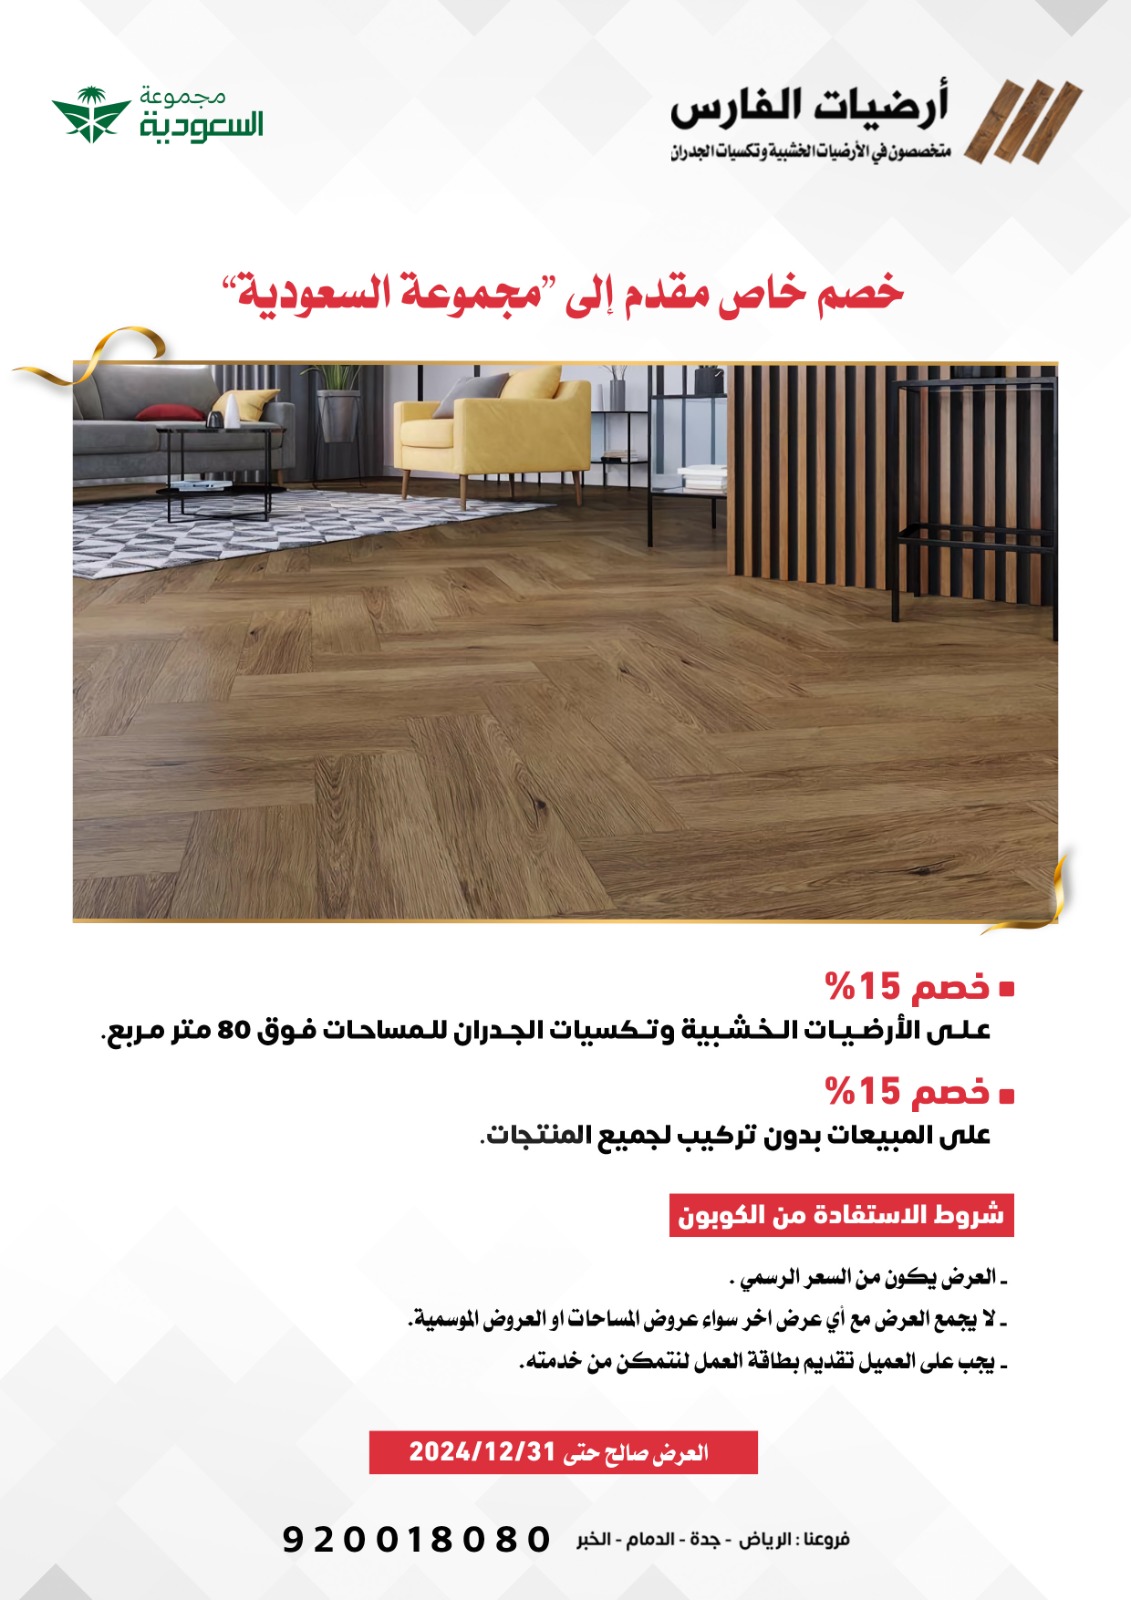 أرضيات الفارس
متخصصون في الأرضيات الخشبية وتكسيات الجدران
مجموعة
السعودية
خصم خاص مقدم إلى "مجموعة السعودية"
خصم 15%
على الأرضيات الخشبية وتكسيات الجدران للمساحات فوق 80 متر مربع.
خصم 15%
على المبيعات بدون تركيب لجميع المنتجات.
شروط الاستفادة من الكوبون
- العرض يكون من السعر الرسمي .
- لا يجمع العرض مع أي عرض اخر سواء عروض المساحات او العروض الموسمية.
- يجب على العميل تقديم بطاقة العمل لنتمكن من خدمته.
العرض صالح حتى 2024/12/31
فروعنا : الرياض - جدة - الدمام - الخبر 920018080